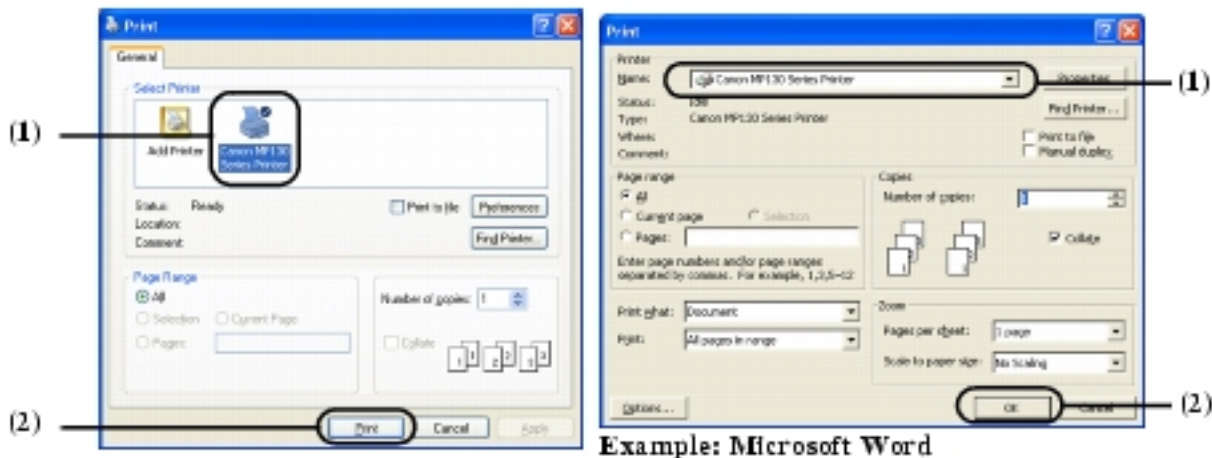 Print
General
Select Printer
Add Printer
Canon MP130
Series Printer
Status: Ready
Location:
Comment:
Print to file
Preferences
Find Printer...
Page Range
All
Selection
Current Page
Pages:
Number of copies: 1
Collate
1 1 2 2 3 3
Print
Cancel
Apply
(1)
(2)
Print
Printer
Name:
Canon MP130 Series Printer
Properties
Status: Idle
Type: Canon MP130 Series Printer
Where:
Comment:
Find Printer...
Print to file
Manual duplex
Page range
All
Current page
Selection
Pages:
Enter page numbers and/or page ranges
separated by commas. For example, 1,3,5-12
Copies
Number of copies:
Collate
Print what: Document
Print: All pages in range
Zoom
Pages per sheet: 1 page
Scale to paper size: No Scaling
Options...
OK
Cancel
(1)
(2)
Example: Microsoft Word